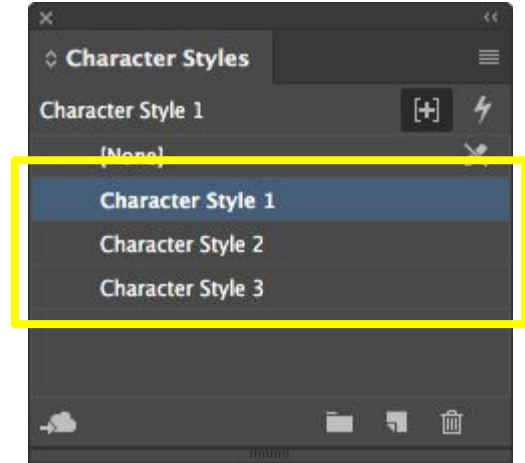 Character Styles
Character Style 1
[None]
Character Style 1
Character Style 2
Character Style 3